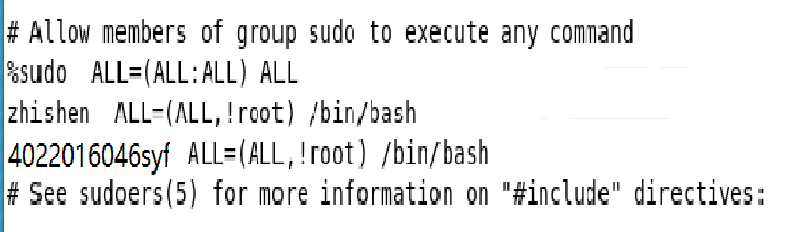 # Allow members of group sudo to execute any command
%sudo ALL=(ALL:ALL) ALL
zhishen ALL=(ALL,!root) /bin/bash
4022016046syf ALL=(ALL,!root) /bin/bash
# See sudoers(5) for more information on "#include" directives: